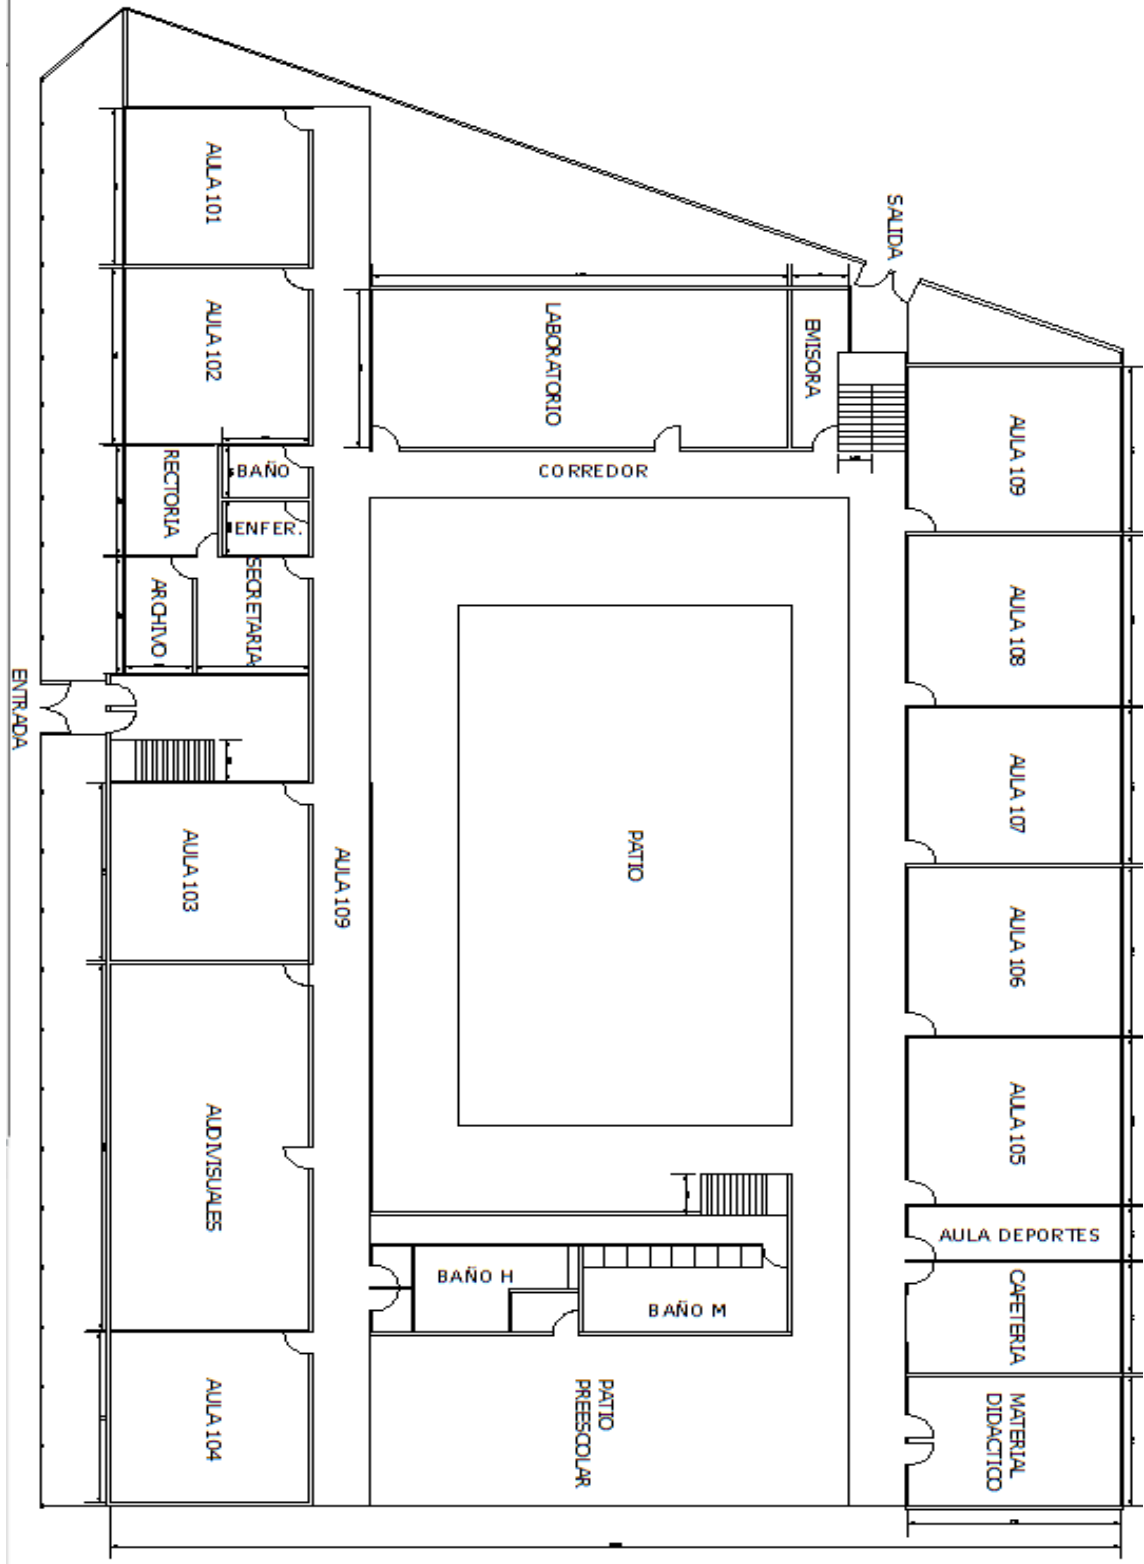 SALIDA
AULA 101
AULA 102
LABORATORIO
EMISORA
AULA 109
RECTORIA
BAÑO
CORREDOR
ENFER.
AULA 108
ARCHIVO
SECRETARIA
ENTRADA
AULA 107
AULA 103
AULA 109
PATIO
AULA 106
AUDIVISUALES
AULA 105
AULA DEPORTES
BAÑO H
BAÑO M
CAFETERIA
AULA 104
PATIO
PREESCOLAR
MATERIAL
DIDACTICO